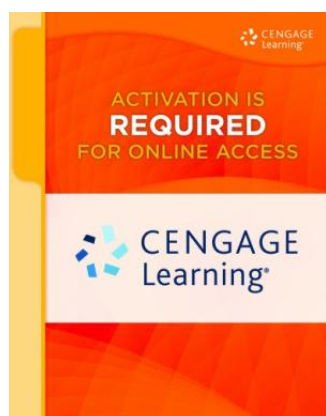 CENGAGE
Learning
ACTIVATION IS
REQUIRED
FOR ONLINE ACCESS
CENGAGE
Learning®